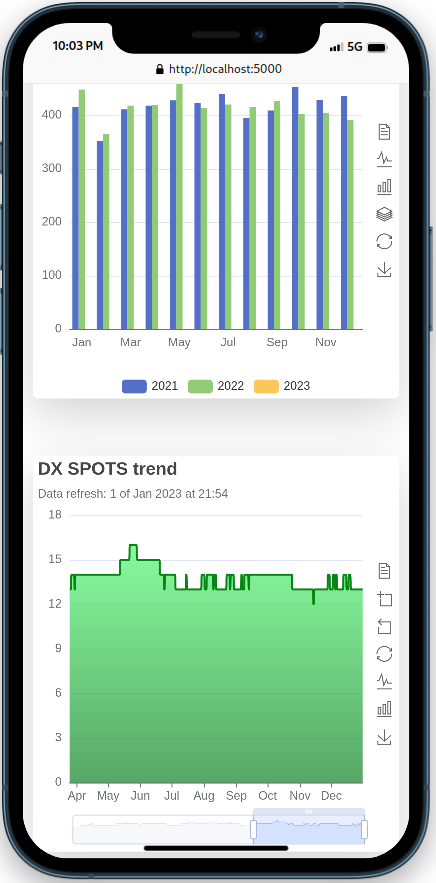 10:03 PM 5G
http://localhost:5000
400
300
200
100
0
Jan Mar May Jul Sep Nov
2021 2022 2023
DX SPOTS trend
Data refresh: 1 of Jan 2023 at 21:54
18
15
12
9
6
3
0
Apr May Jun Jul Aug Sep Oct Nov Dec